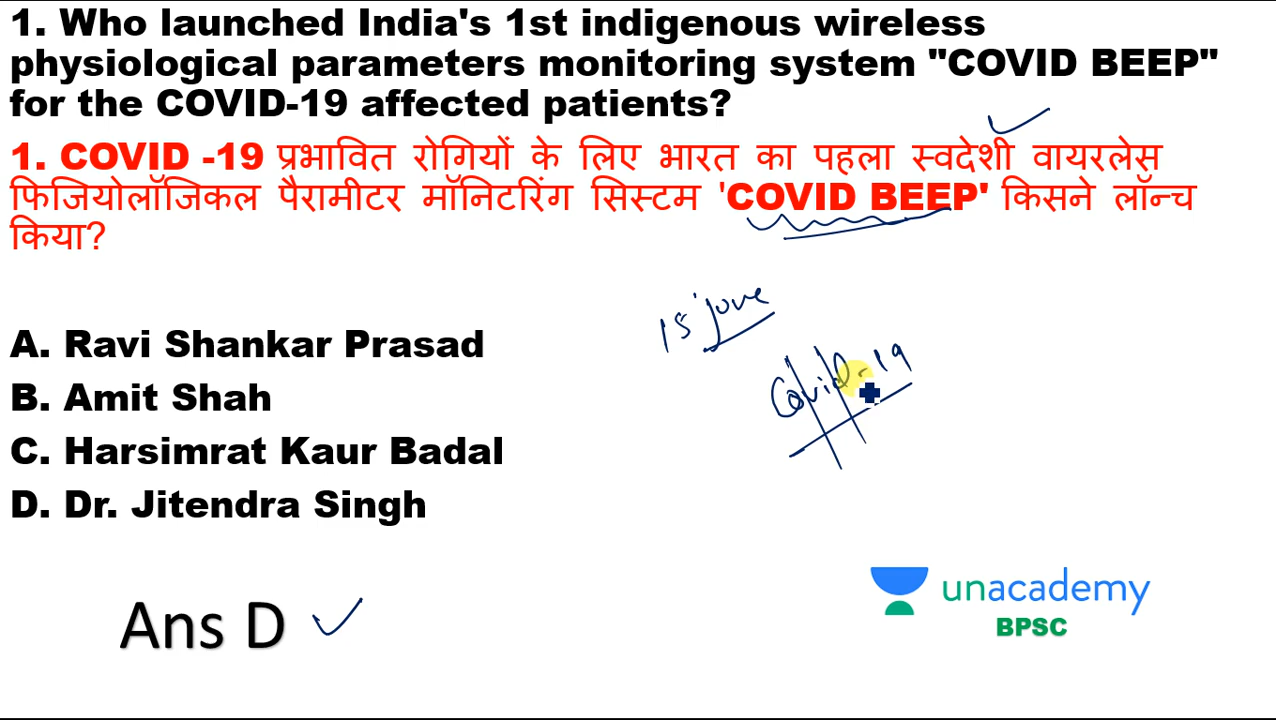 1. Who launched India's 1st indigenous wireless
physiological parameters monitoring system "COVID BEEP"
for the COVID-19 affected patients?
1. COVID -19 प्रभावित रोगियों के लिए भारत का पहला स्वदेशी वायरलेस
फिजियोलॉजिकल पैरामीटर मॉनिटरिंग सिस्टम 'COVID BEEP' किसने लॉन्च
किया?
15 june
Covid-19
A. Ravi Shankar Prasad
B. Amit Shah
C. Harsimrat Kaur Badal
D. Dr. Jitendra Singh
Ans D
unacademy
BPSC